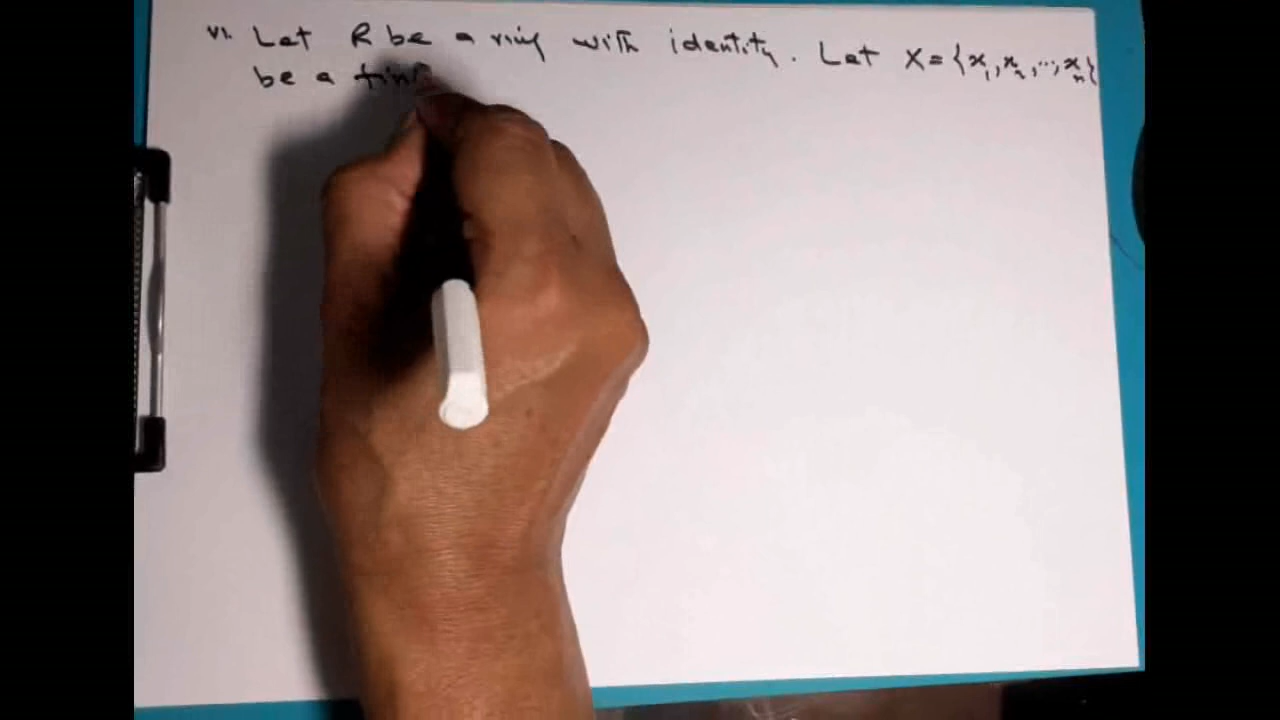 vi. Let R be a ring with identity. Let X = {x₁, x₂, ..., xₙ}
be a fin